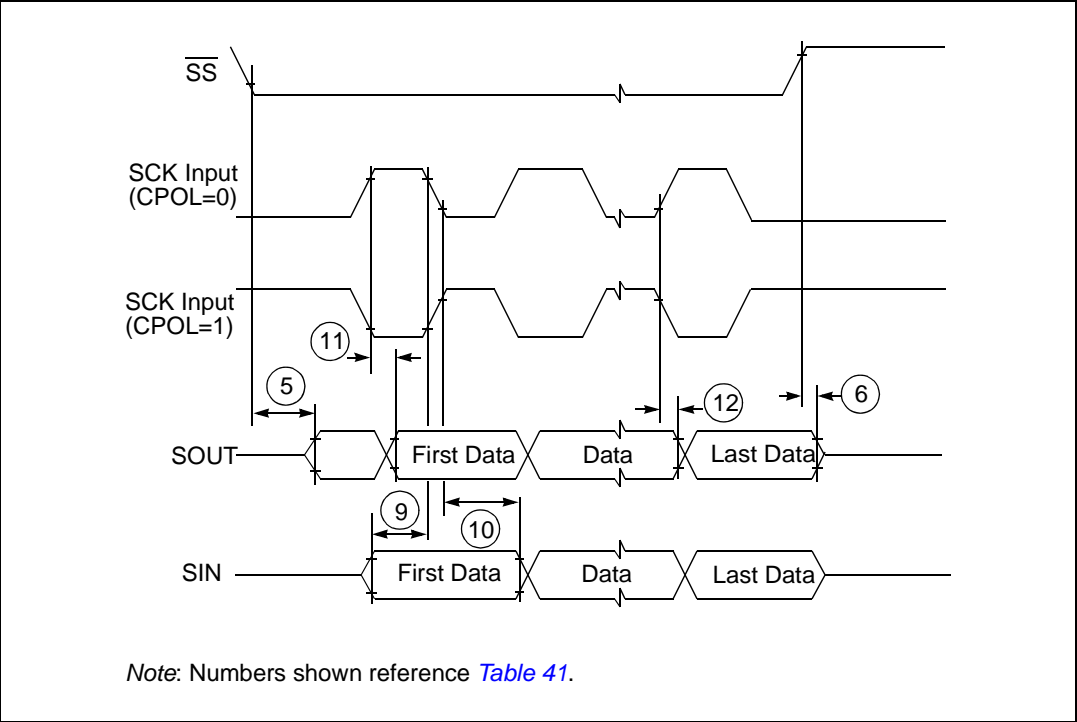 SS
SCK Input
(CPOL=0)
SCK Input
(CPOL=1)
11
5
12
6
SOUT
First Data
Data
Last Data
9
10
SIN
First Data
Data
Last Data
Note: Numbers shown reference Table 41.